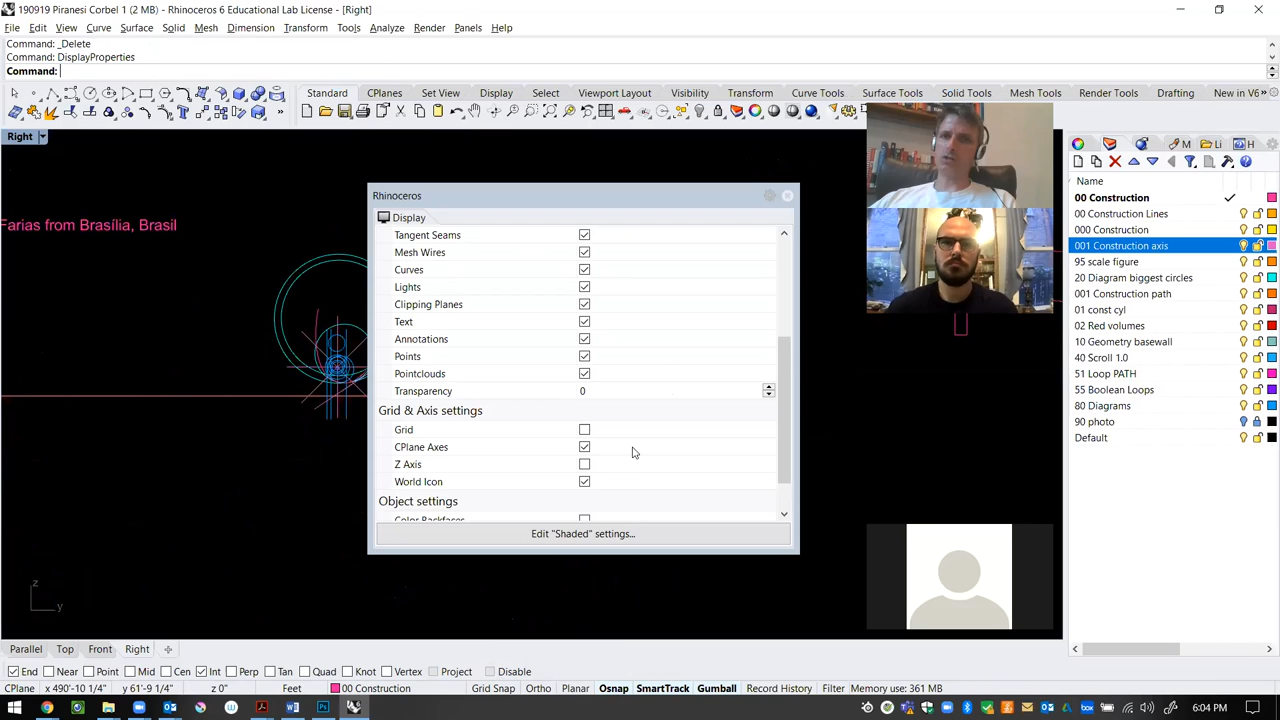 190919 Piranesi Corbel 1 (2 MB) - Rhinoceros 6 Educational Lab License - [Right]
File Edit View Curve Surface Solid Mesh Dimension Transform Tools Analyze Render Panels Help
Command: _Delete
Command: DisplayProperties
Command:
Standard CPlanes Set View Display Select Viewport Layout Visibility Transform Curve Tools Surface Tools Solid Tools Mesh Tools Render Tools Drafting New in V6
Right
M Li H
Name
00 Construction
00 Construction Lines
000 Construction
001 Construction axis
95 scale figure
20 Diagram biggest circles
001 Construction path
01 const cyl
02 Red volumes
10 Geometry basewall
40 Scroll 1.0
51 Loop PATH
55 Boolean Loops
80 Diagrams
90 photo
Default
Farias from Brasília, Brasil
Rhinoceros
Display
Tangent Seams
Mesh Wires
Curves
Lights
Clipping Planes
Text
Annotations
Points
Pointclouds
Transparency 0
Grid & Axis settings
Grid
CPlane Axes
Z Axis
World Icon
Object settings
Color Backfaces
Edit "Shaded" settings...
z
y
Parallel Top Front Right
End Near Point Mid Cen Int Perp Tan Quad Knot Vertex Project Disable
CPlane x 490'-10 1/4" y 61'-9 1/4" z 0" Feet 00 Construction Grid Snap Ortho Planar Osnap SmartTrack Gumball Record History Filter Memory use: 361 MB
6:04 PM